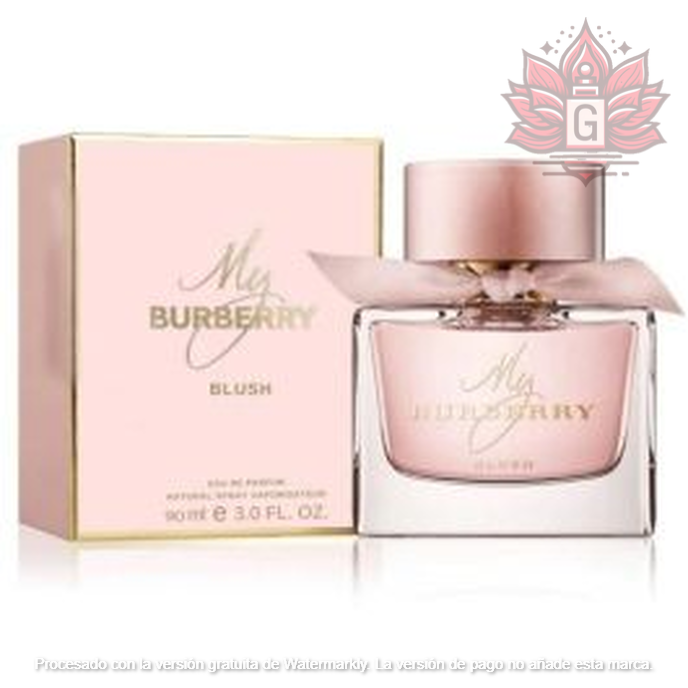 G
My
BURBERRY
BLUSH
EAU DE PARFUM
NATURAL SPRAY VAPORISATEUR
90 ml e 3.0 FL. OZ.
My
BURBERRY
BLUSH
Procesado con la versión gratuita de Watermarkly. La versión de pago no añade esta marca.